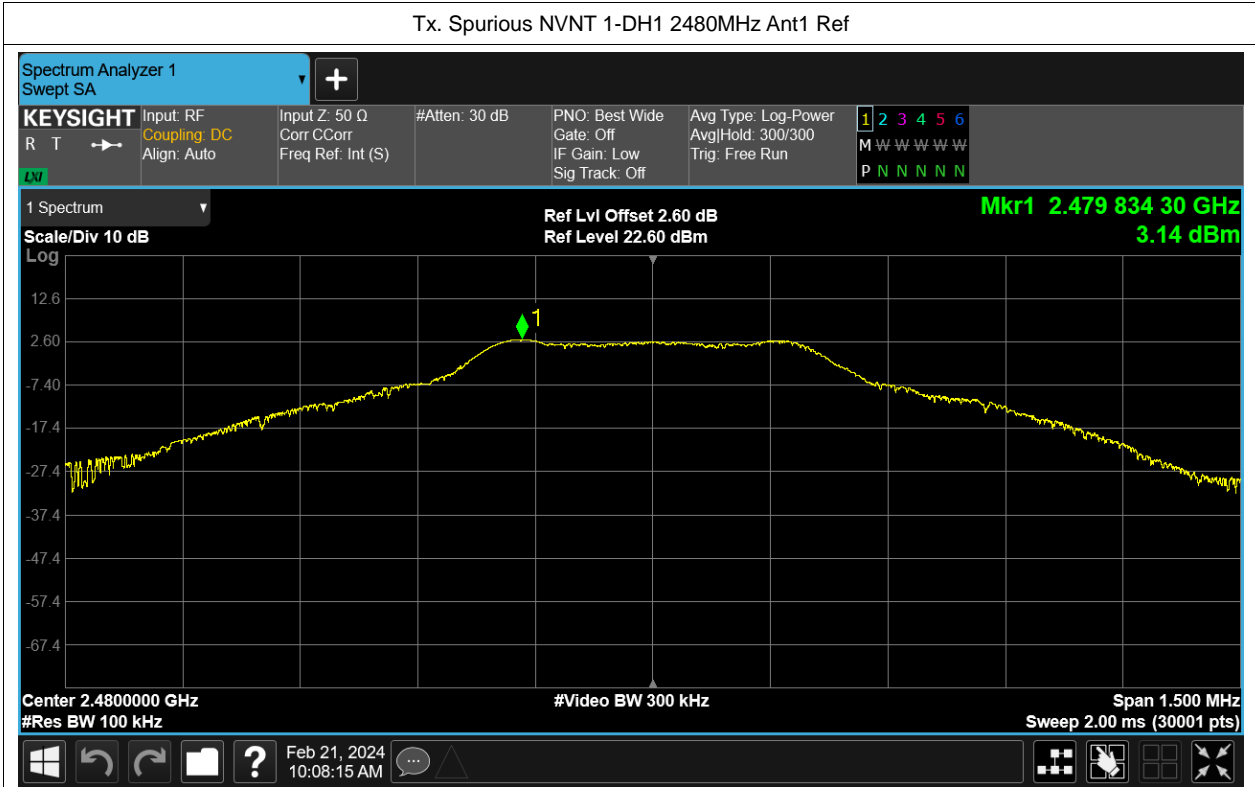 Tx. Spurious NVNT 1-DH1 2480MHz Ant1 Ref
Spectrum Analyzer 1
Swept SA
+
KEYSIGHT
R T
LXI
Input: RF
Coupling: DC
Align: Auto
Input Z: 50 Ω
Corr CCorr
Freq Ref: Int (S)
#Atten: 30 dB
PNO: Best Wide
Gate: Off
IF Gain: Low
Sig Track: Off
Avg Type: Log-Power
Avg|Hold: 300/300
Trig: Free Run
1 2 3 4 5 6
M W W W W W
P N N N N N
1 Spectrum
Scale/Div 10 dB
Ref Lvl Offset 2.60 dB
Ref Level 22.60 dBm
Mkr1 2.479 834 30 GHz
3.14 dBm
Log
12.6
2.60
-7.40
-17.4
-27.4
-37.4
-47.4
-57.4
-67.4
1
Center 2.4800000 GHz
#Res BW 100 kHz
#Video BW 300 kHz
Span 1.500 MHz
Sweep 2.00 ms (30001 pts)
?
Feb 21, 2024
10:08:15 AM